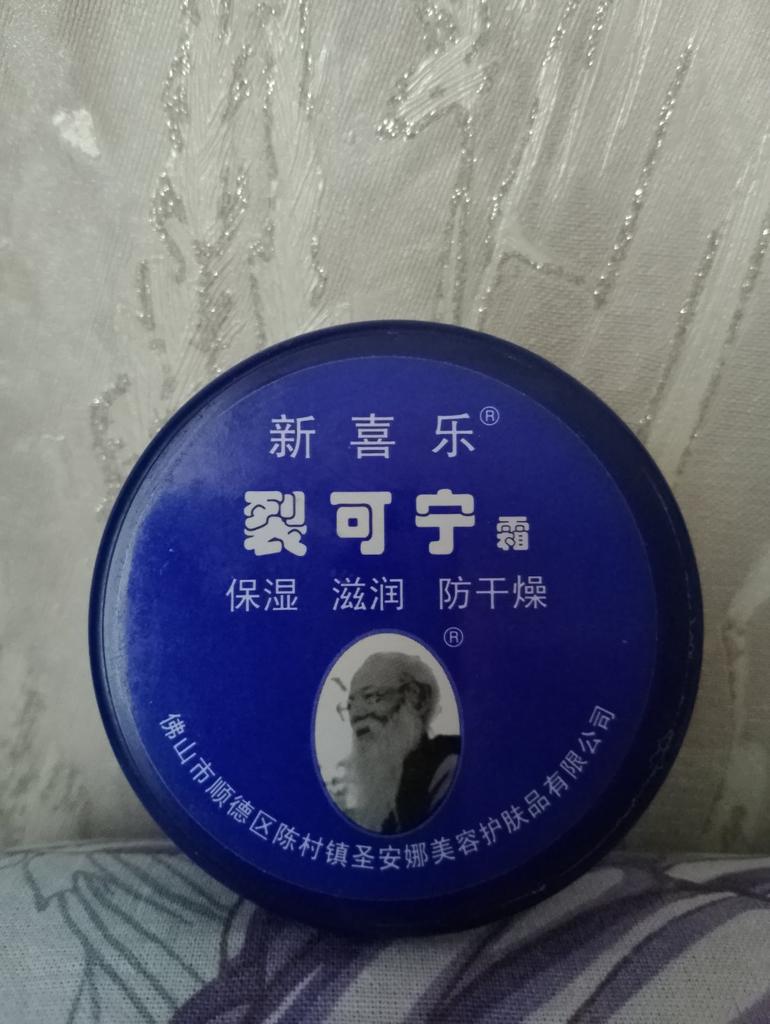 新喜乐®
裂可宁霜
保湿 滋润 防干燥
®
佛山市顺德区陈村镇圣安娜美容护肤品有限公司